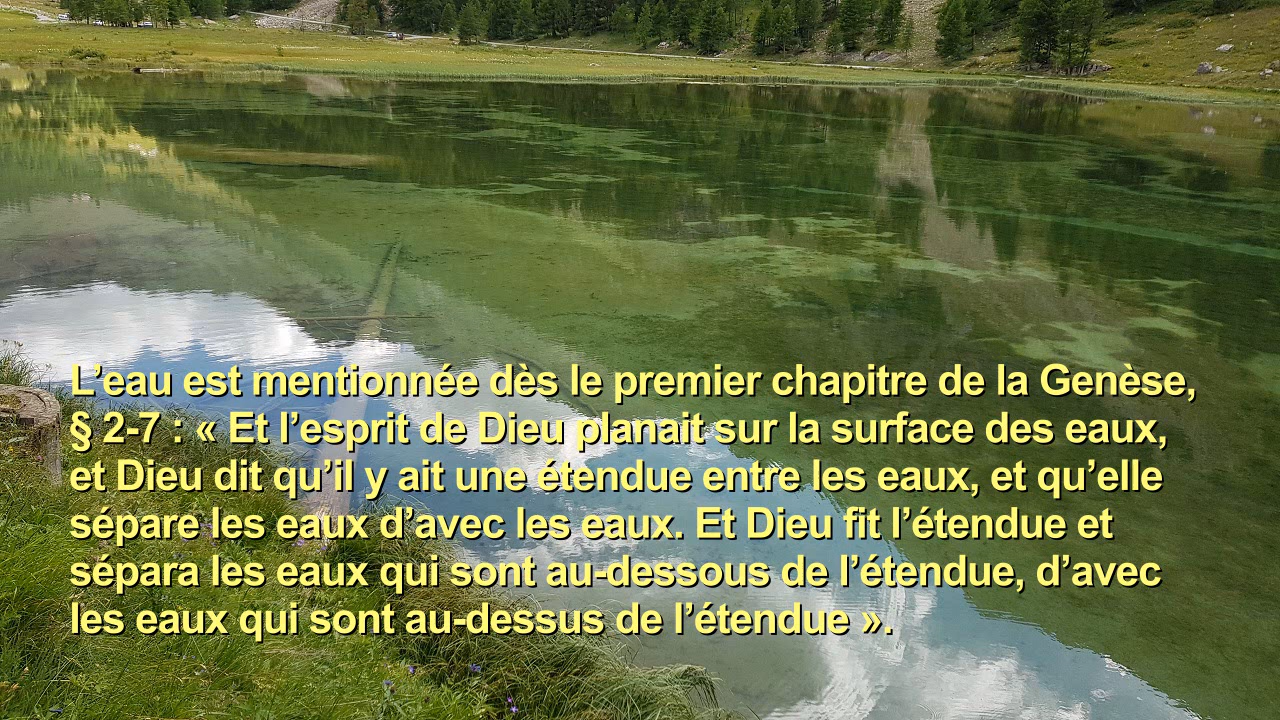 L’eau est mentionnée dès le premier chapitre de la Genèse,
§ 2-7 : « Et l’esprit de Dieu planait sur la surface des eaux,
et Dieu dit qu’il y ait une étendue entre les eaux, et qu’elle
sépare les eaux d’avec les eaux. Et Dieu fit l’étendue et
sépara les eaux qui sont au-dessous de l’étendue, d’avec
les eaux qui sont au-dessus de l’étendue ».